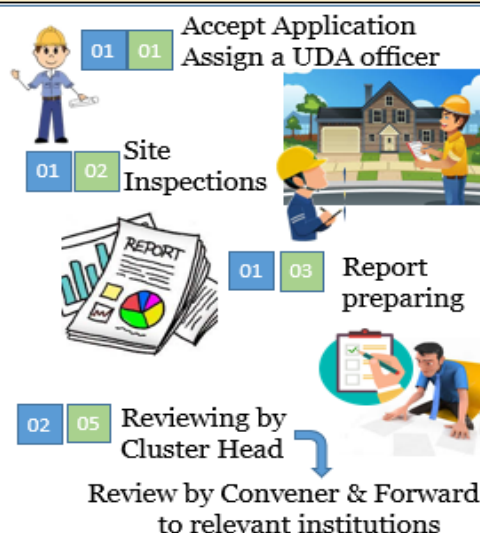 01 01 Accept Application
Assign a UDA officer
01 02 Site
Inspections
REPORT
01 03 Report
preparing
02 05 Reviewing by
Cluster Head
Review by Convener & Forward
to relevant institutions